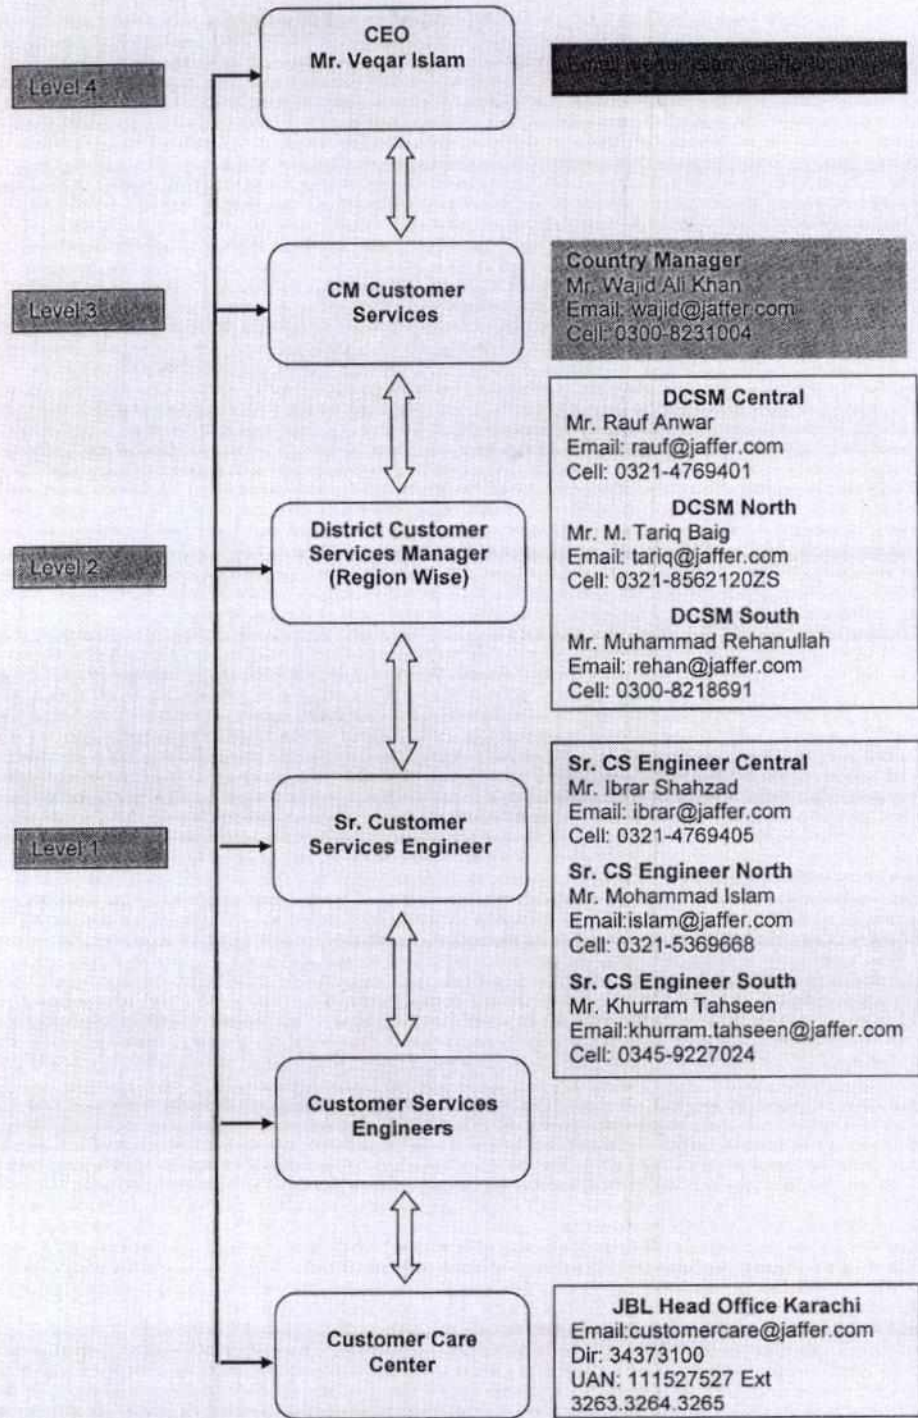 CEO
Mr. Veqar Islam
Level 4
CM Customer
Services
Level 3
Country Manager
Mr. Wajid Ali Khan
Email: wajid@jaffer.com
Cell: 0300-8231004
DCSM Central
Mr. Rauf Anwar
Email: rauf@jaffer.com
Cell: 0321-4769401
DCSM North
Mr. M. Tariq Baig
Email: tariq@jaffer.com
Cell: 0321-8562120ZS
DCSM South
Mr. Muhammad Rehanullah
Email: rehan@jaffer.com
Cell: 0300-8218691
Level 2
District Customer
Services Manager
(Region Wise)
Level 1
Sr. Customer
Services Engineer
Sr. CS Engineer Central
Mr. Ibrar Shahzad
Email: ibrar@jaffer.com
Cell: 0321-4769405
Sr. CS Engineer North
Mr. Mohammad Islam
Email:islam@jaffer.com
Cell: 0321-5369668
Sr. CS Engineer South
Mr. Khurram Tahseen
Email:khurram.tahseen@jaffer.com
Cell: 0345-9227024
Customer Services
Engineers
Customer Care
Center
JBL Head Office Karachi
Email:customercare@jaffer.com
Dir: 34373100
UAN: 111527527 Ext
3263.3264.3265